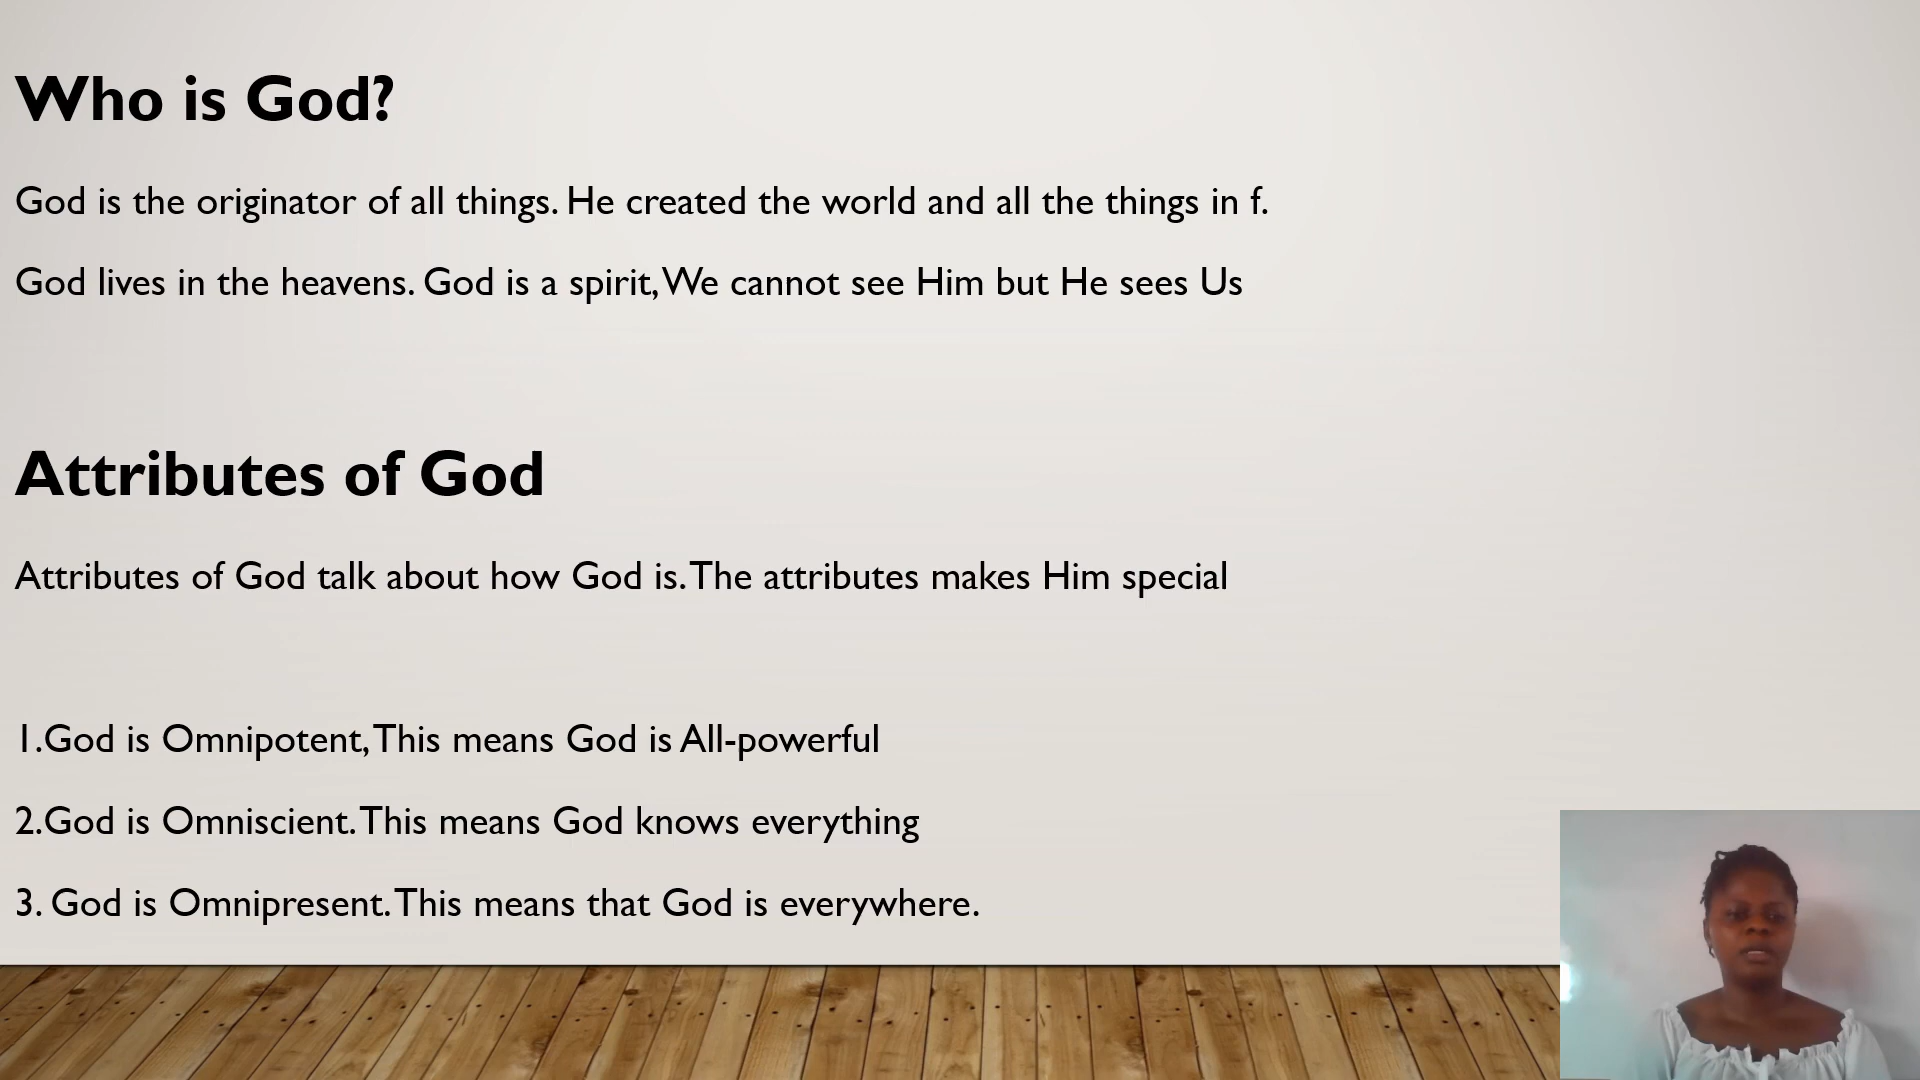 Who is God?
God is the originator of all things. He created the world and all the things in f.
God lives in the heavens. God is a spirit, We cannot see Him but He sees Us
Attributes of God
Attributes of God talk about how God is. The attributes makes Him special
1.God is Omnipotent, This means God is All-powerful
2.God is Omniscient. This means God knows everything
3. God is Omnipresent. This means that God is everywhere.